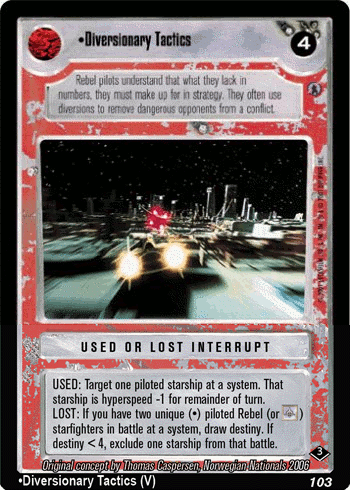 •Diversionary Tactics
4
Rebel pilots understand that what they lack in
numbers, they must make up for in strategy. They often use
diversions to remove dangerous opponents from a conflict.
USED OR LOST INTERRUPT
USED: Target one piloted starship at a system. That
starship is hyperspeed -1 for remainder of turn.
LOST: If you have two unique (•) piloted Rebel (or )
starfighters in battle at a system, draw destiny. If
destiny < 4, exclude one starship from that battle.
3
Original concept by Thomas Caspersen, Norwegian Nationals 2006
•Diversionary Tactics (V) 103